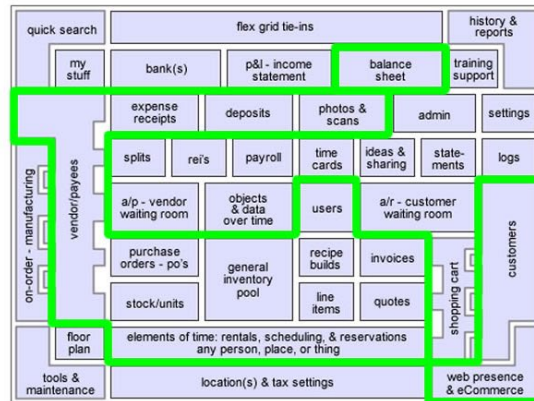 quick search
flex grid tie-ins
history &
reports
my
stuff
bank(s)
p&l - income
statement
balance
sheet
training
support
expense
receipts
deposits
photos &
scans
admin
settings
on-order - manufacturing
vendor/payees
splits
rei's
payroll
time
cards
ideas &
sharing
state-
ments
logs
a/p - vendor
waiting room
objects
& data
over time
users
a/r - customer
waiting room
customers
purchase
orders - po's
general
inventory
pool
recipe
builds
invoices
shopping cart
stock/units
line
items
quotes
floor
plan
elements of time: rentals, scheduling, & reservations
any person, place, or thing
tools &
maintenance
location(s) & tax settings
web presence
& eCommerce